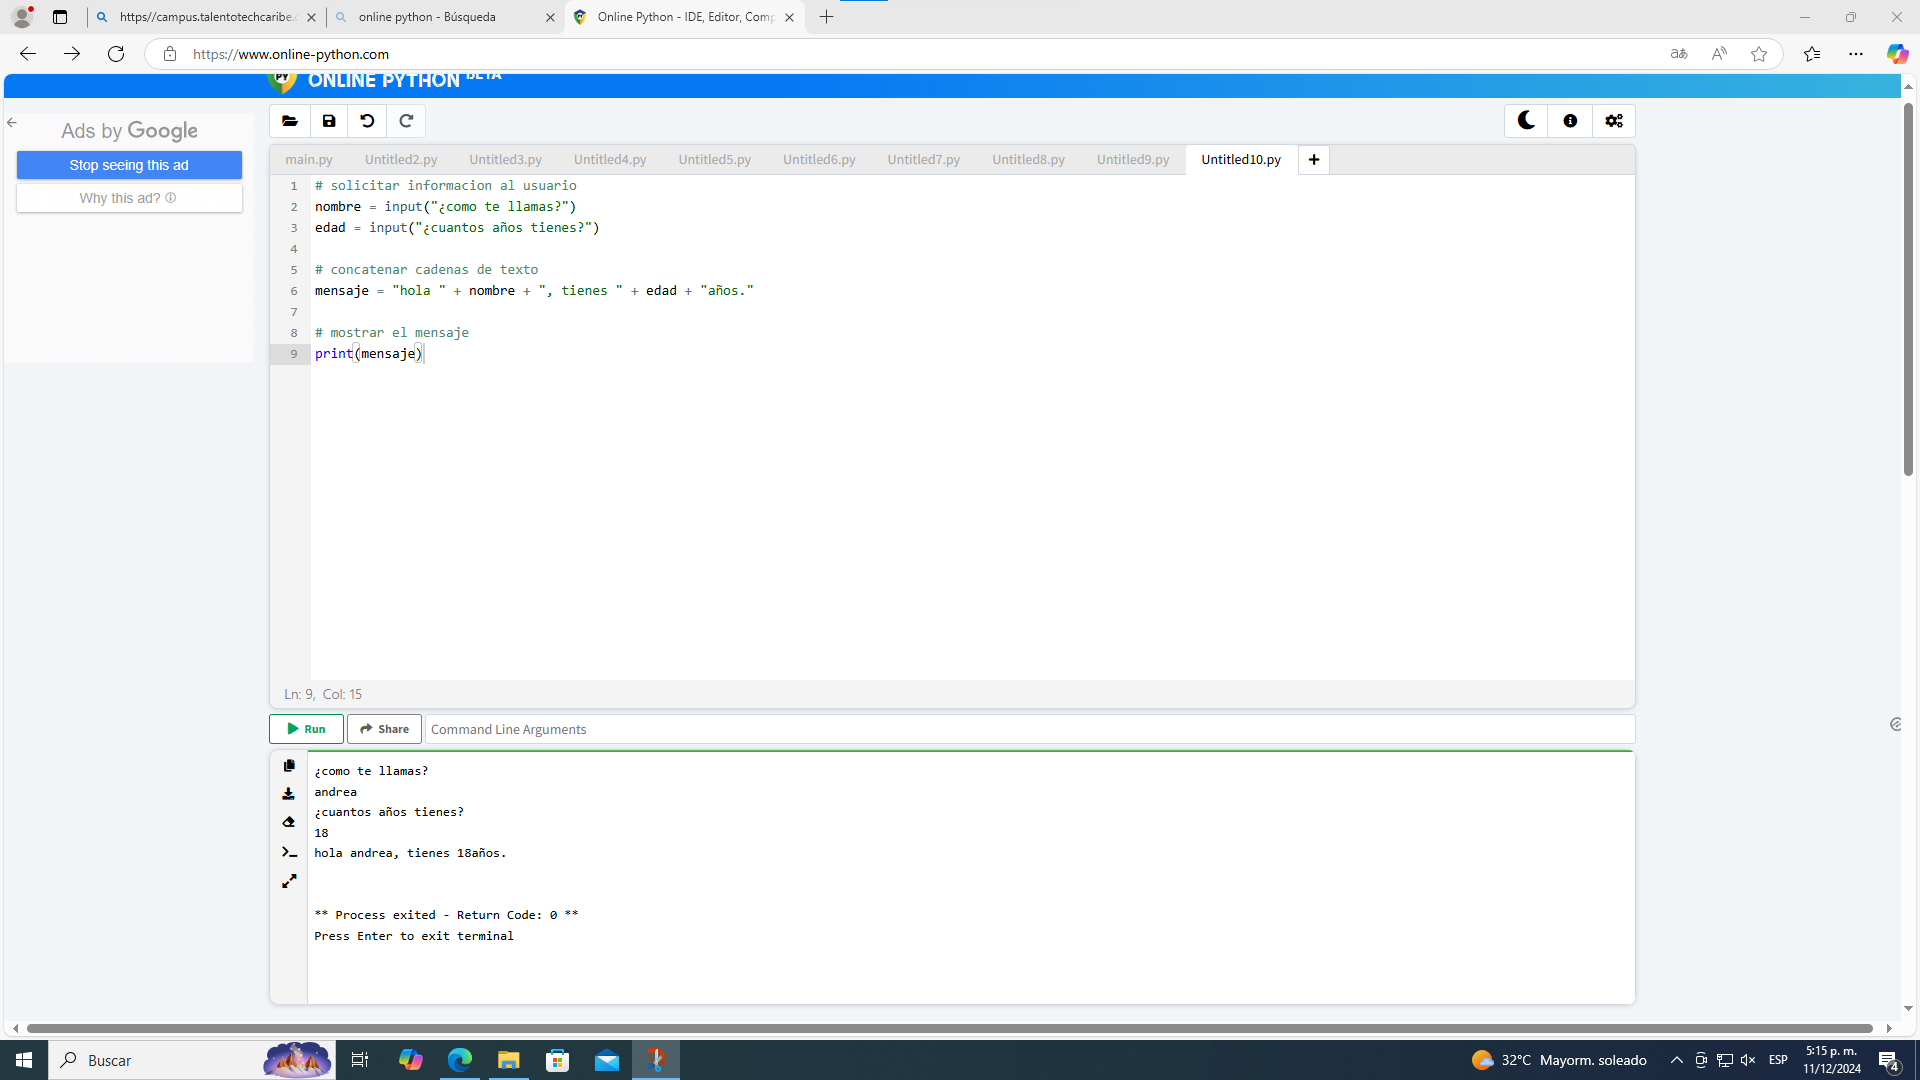 https//campus.talentotechcaribe.c
online python - Búsqueda
Online Python - IDE, Editor, Comp
https://www.online-python.com
ONLINE PYTHON BETA
Ads by Google
Stop seeing this ad
Why this ad?
main.py Untitled2.py Untitled3.py Untitled4.py Untitled5.py Untitled6.py Untitled7.py Untitled8.py Untitled9.py Untitled10.py +
1 # solicitar informacion al usuario
2 nombre = input("¿como te llamas?")
3 edad = input("¿cuantos años tienes?")
4
5 # concatenar cadenas de texto
6 mensaje = "hola " + nombre + ", tienes " + edad + "años."
7
8 # mostrar el mensaje
9 print(mensaje)
Ln: 9, Col: 15
Run Share Command Line Arguments
¿como te llamas?
andrea
¿cuantos años tienes?
18
hola andrea, tienes 18años.
** Process exited - Return Code: 0 **
Press Enter to exit terminal
Buscar
32°C Mayorm. soleado
ESP
5:15 p. m.
11/12/2024
4